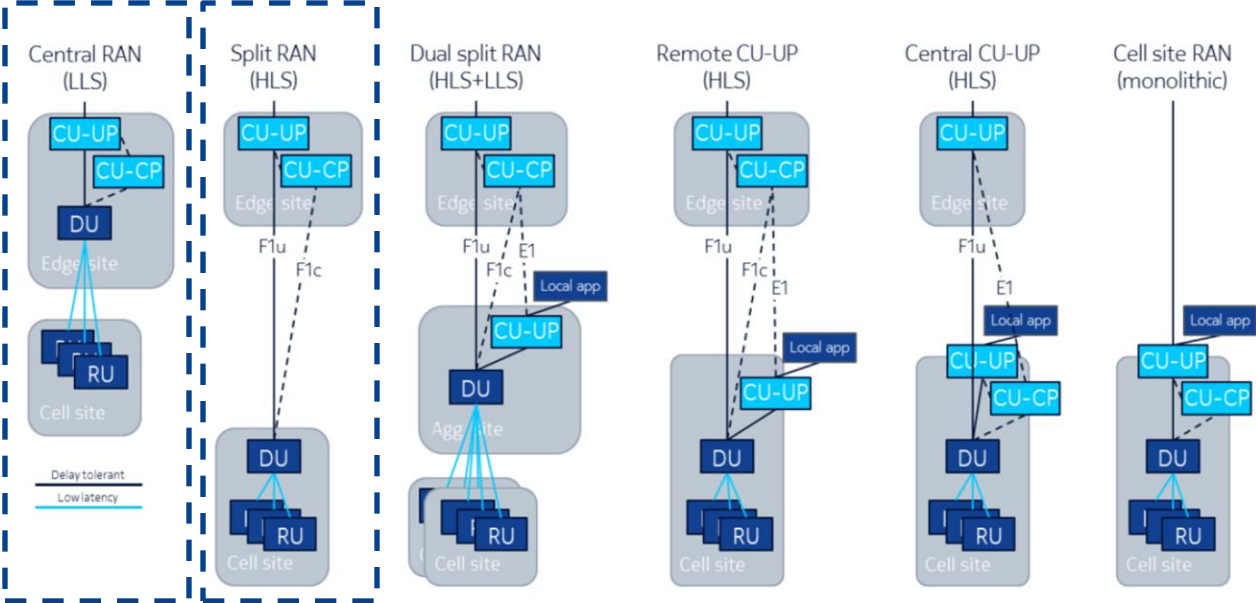 Central RAN
(LLS)
CU-UP
CU-CP
DU
Edge site
RU
Cell site
Delay tolerant
Low latency
Split RAN
(HLS)
CU-UP
CU-CP
Edge site
F1u
F1c
DU
RU
Cell site
Dual split RAN
(HLS+LLS)
CU-UP
CU-CP
Edge site
F1u
F1c
E1
Local app
CU-UP
DU
Agg. site
RU
Cell site
Remote CU-UP
(HLS)
CU-UP
CU-CP
Edge site
F1u
F1c
E1
Local app
CU-UP
DU
RU
Cell site
Central CU-UP
(HLS)
CU-UP
Edge site
F1u
E1
Local app
CU-UP
CU-CP
DU
RU
Cell site
Cell site RAN
(monolithic)
Local app
CU-UP
CU-CP
DU
RU
Cell site